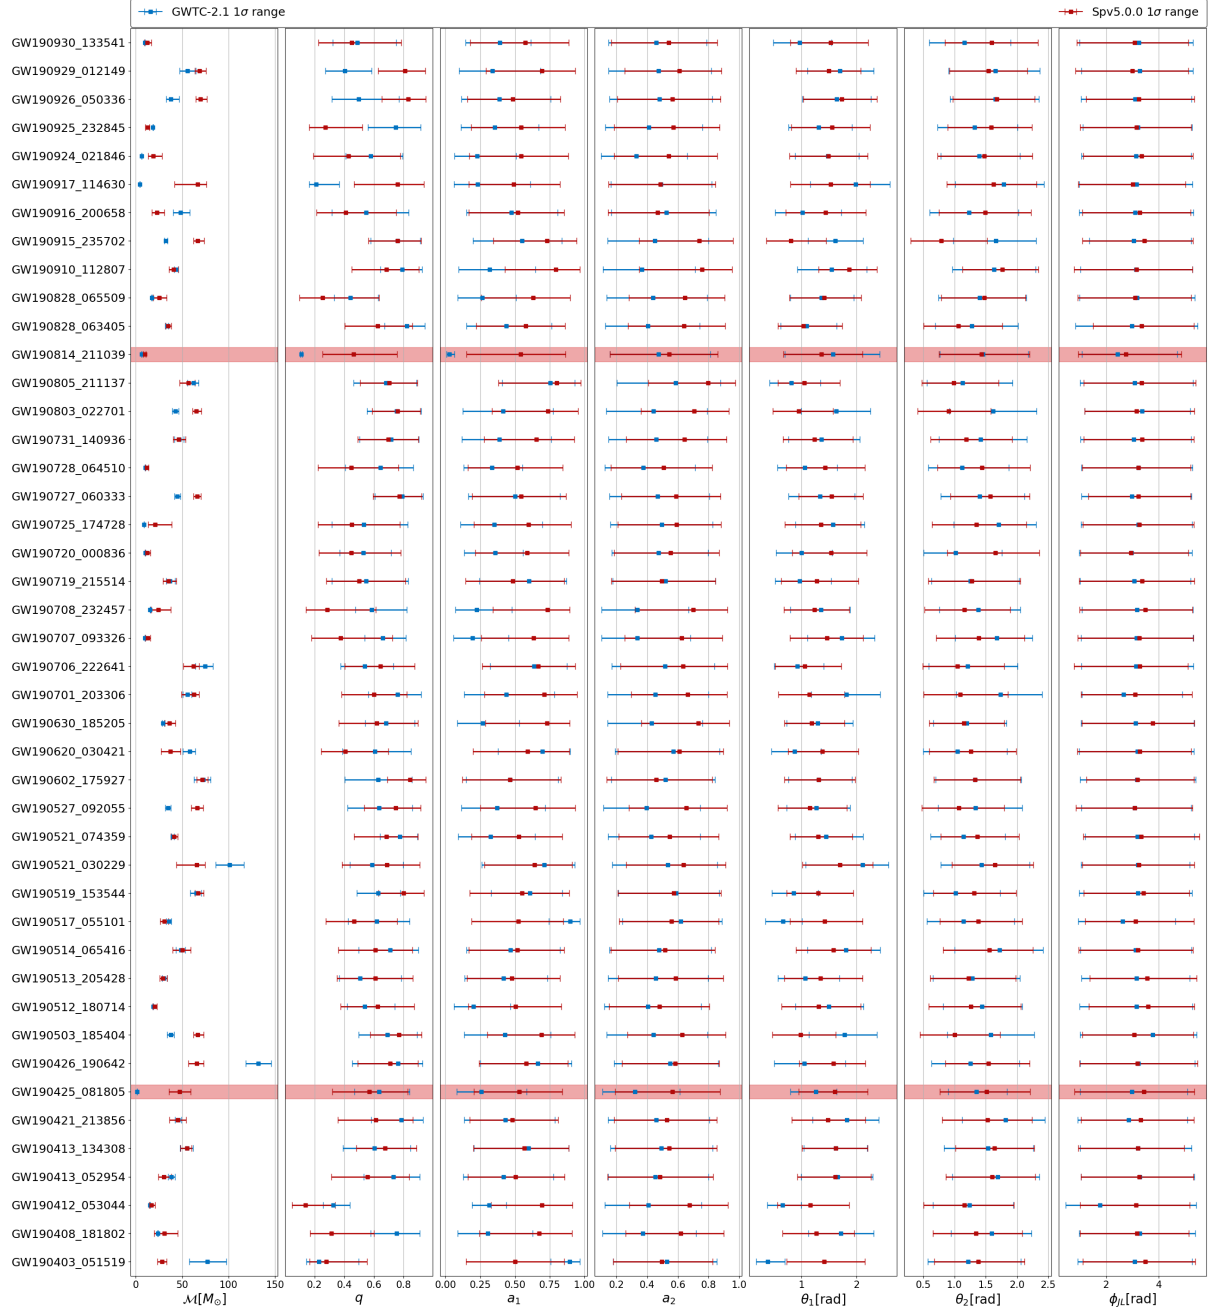 GWTC-2.1 1σ range
Spv5.0.0 1σ range
GW190930_133541
GW190929_012149
GW190926_050336
GW190925_232845
GW190924_021846
GW190917_114630
GW190916_200658
GW190915_235702
GW190910_112807
GW190828_065509
GW190828_063405
GW190814_211039
GW190805_211137
GW190803_022701
GW190731_140936
GW190728_064510
GW190727_060333
GW190725_174728
GW190720_000836
GW190719_215514
GW190708_232457
GW190707_093326
GW190706_222641
GW190701_203306
GW190630_185205
GW190620_030421
GW190602_175927
GW190527_092055
GW190521_074359
GW190521_030229
GW190519_153544
GW190517_055101
GW190514_065416
GW190513_205428
GW190512_180714
GW190503_185404
GW190426_190642
GW190425_081805
GW190421_213856
GW190413_134308
GW190413_052954
GW190412_053044
GW190408_181802
GW190403_051519
0 50 100 150 0.2 0.4 0.6 0.8 0.00 0.25 0.50 0.75 1.00 0.2 0.4 0.6 0.8 1.0 1 2 0.5 1.0 1.5 2.0 2.5 2 4
ℳ[M⊙] q a₁ a₂ θ₁[rad] θ₂[rad] ϕ_JL[rad]